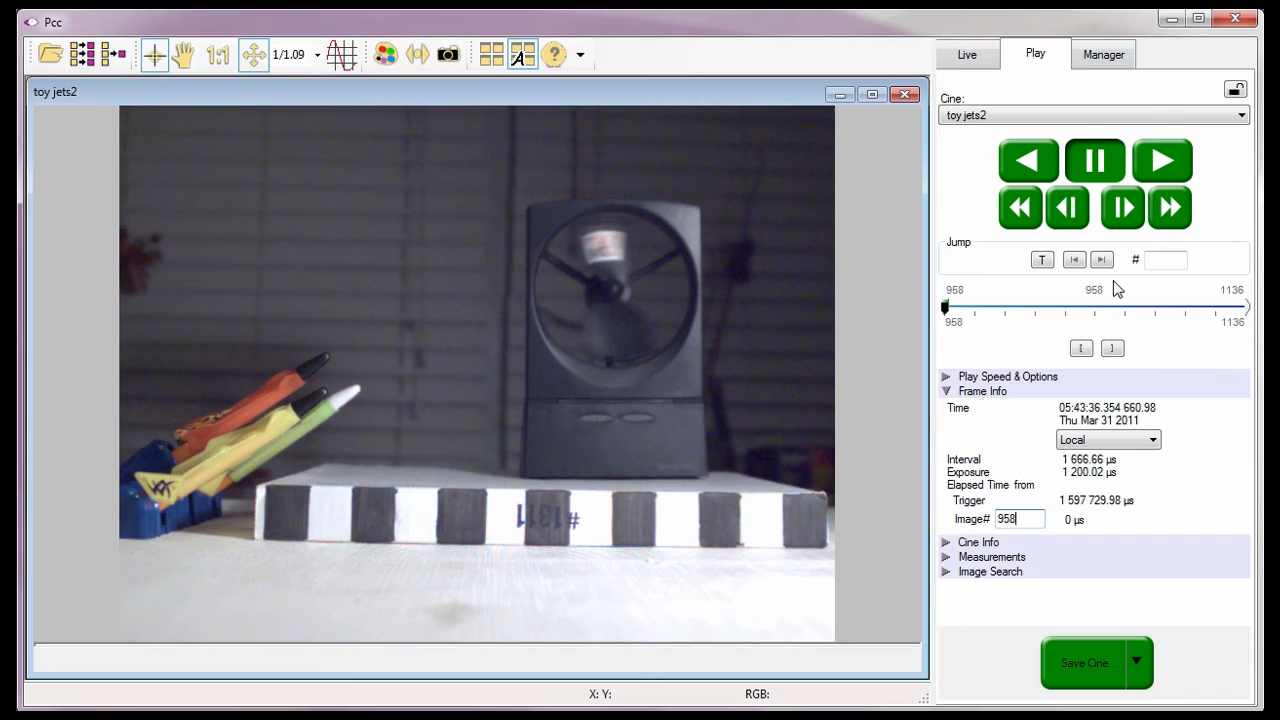 Pcc
1:1
1/1.09
A
?
Live
Play
Manager
toy jets2
Cine:
toy jets2
Jump
T
#
958
958
1136
958
1136
[
]
Play Speed & Options
Frame Info
Time
05:43:36.354 660.98
Thu Mar 31 2011
Local
Interval
1 666.66 µs
Exposure
1 200.02 µs
Elapsed Time from
Trigger
1 597 729.98 µs
Image#
958
0 µs
Cine Info
Measurements
Image Search
#1311
Save Cine...
X: Y:
RGB: